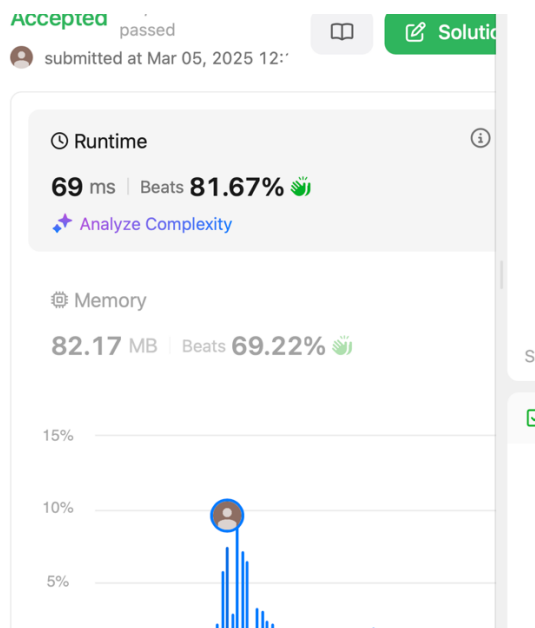 Accepted
passed
Solutio
submitted at Mar 05, 2025 12:
Runtime
69 ms | Beats 81.67%
Analyze Complexity
Memory
82.17 MB | Beats 69.22%
15%
10%
5%
S